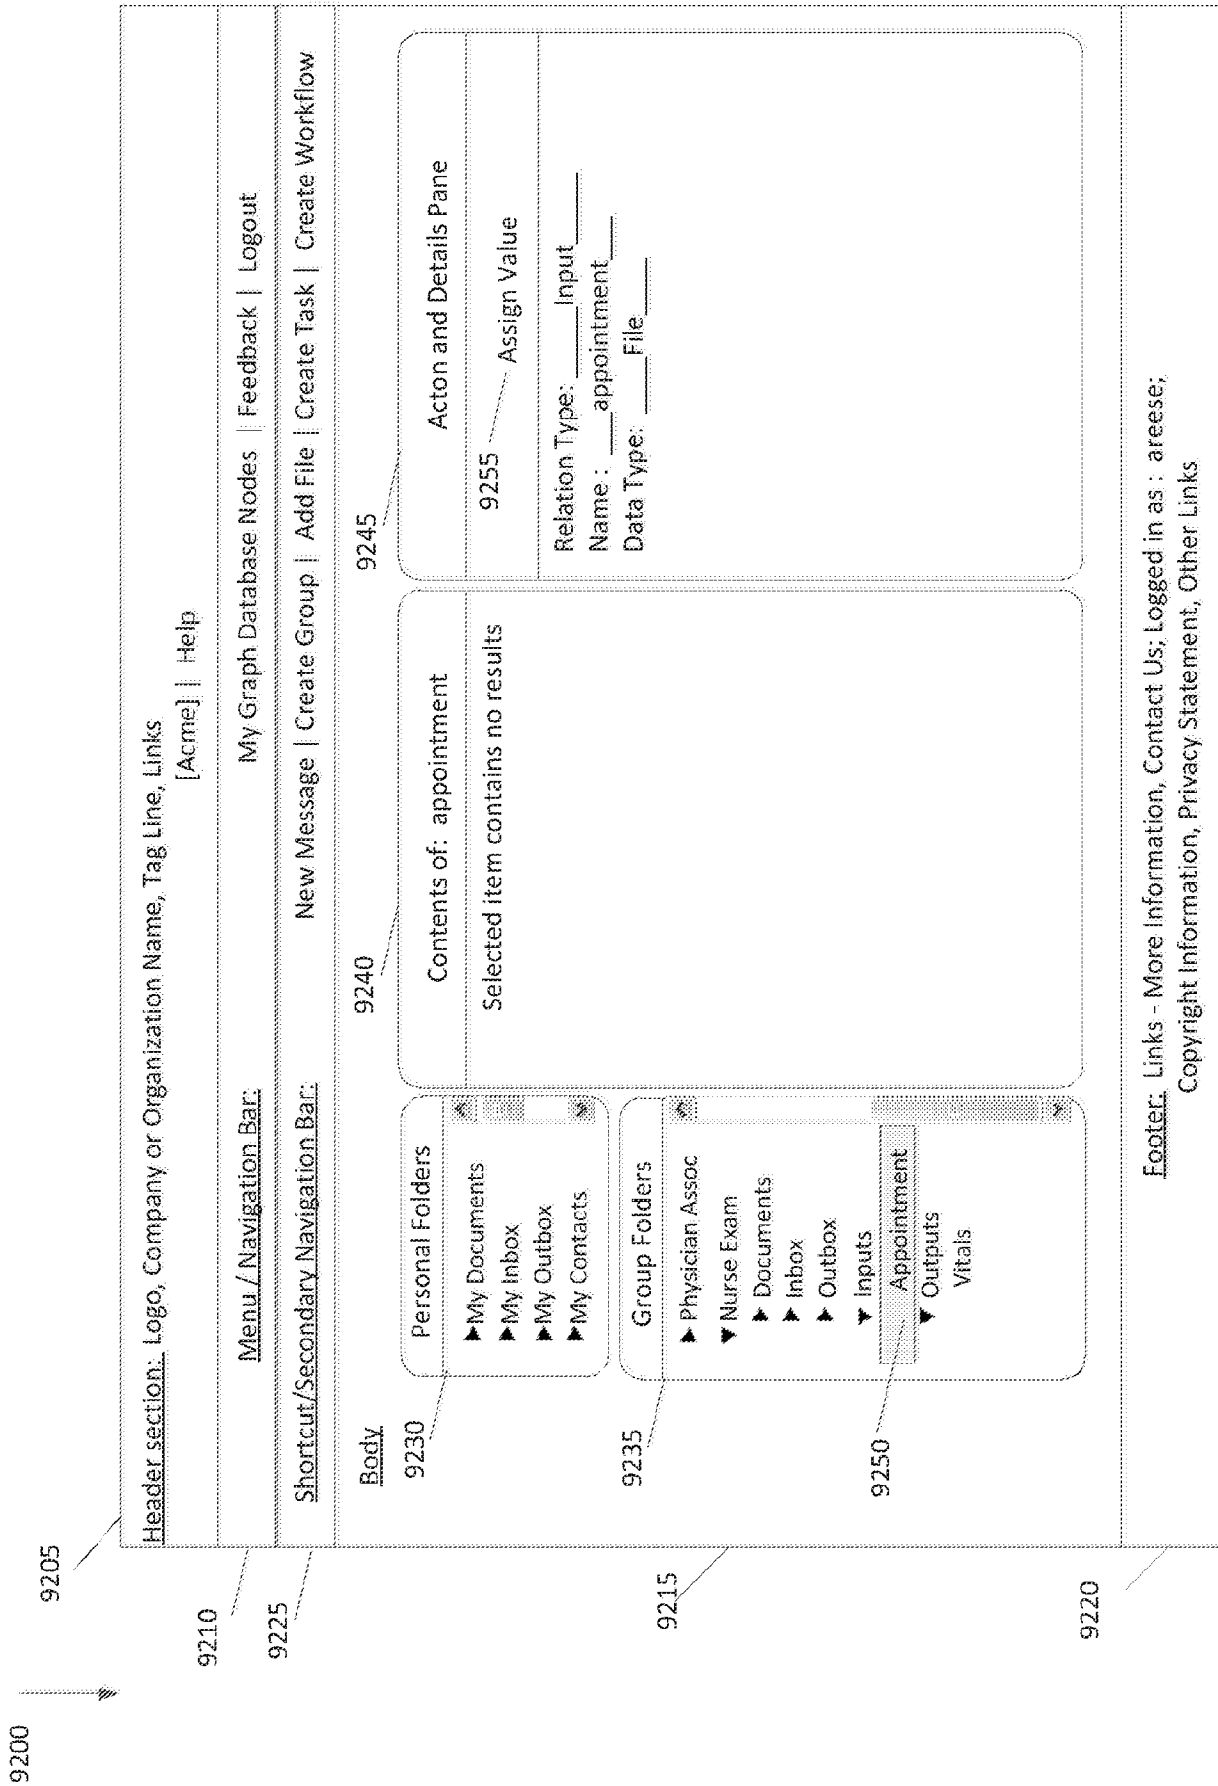 9200
9205
Header section: Logo, Company or Organization Name, Tag Line, Links
[Acme] | Help
9210
Menu / Navigation Bar: My Graph Database Nodes | Feedback | Logout
9225
Shortcut/Secondary Navigation Bar: New Message | Create Group | Add File | Create Task | Create Workflow
9215
Body
9230
Personal Folders
▶My Documents
▶My Inbox
▶My Outbox
▶My Contacts
9235
Group Folders
▶ Physician Assoc
▼ Nurse Exam
▶ Documents
▶ Inbox
▶ Outbox
▼ Inputs
9250
Appointment
▼ Outputs
Vitals
9240
Contents of: appointment
Selected item contains no results
9245
Acton and Details Pane
9255
Assign Value
Relation Type: ____Input____
Name : ___appointment___
Data Type: ____File____
9220
Footer: Links - More Information, Contact Us; Logged in as : areese;
Copyright Information, Privacy Statement, Other Links